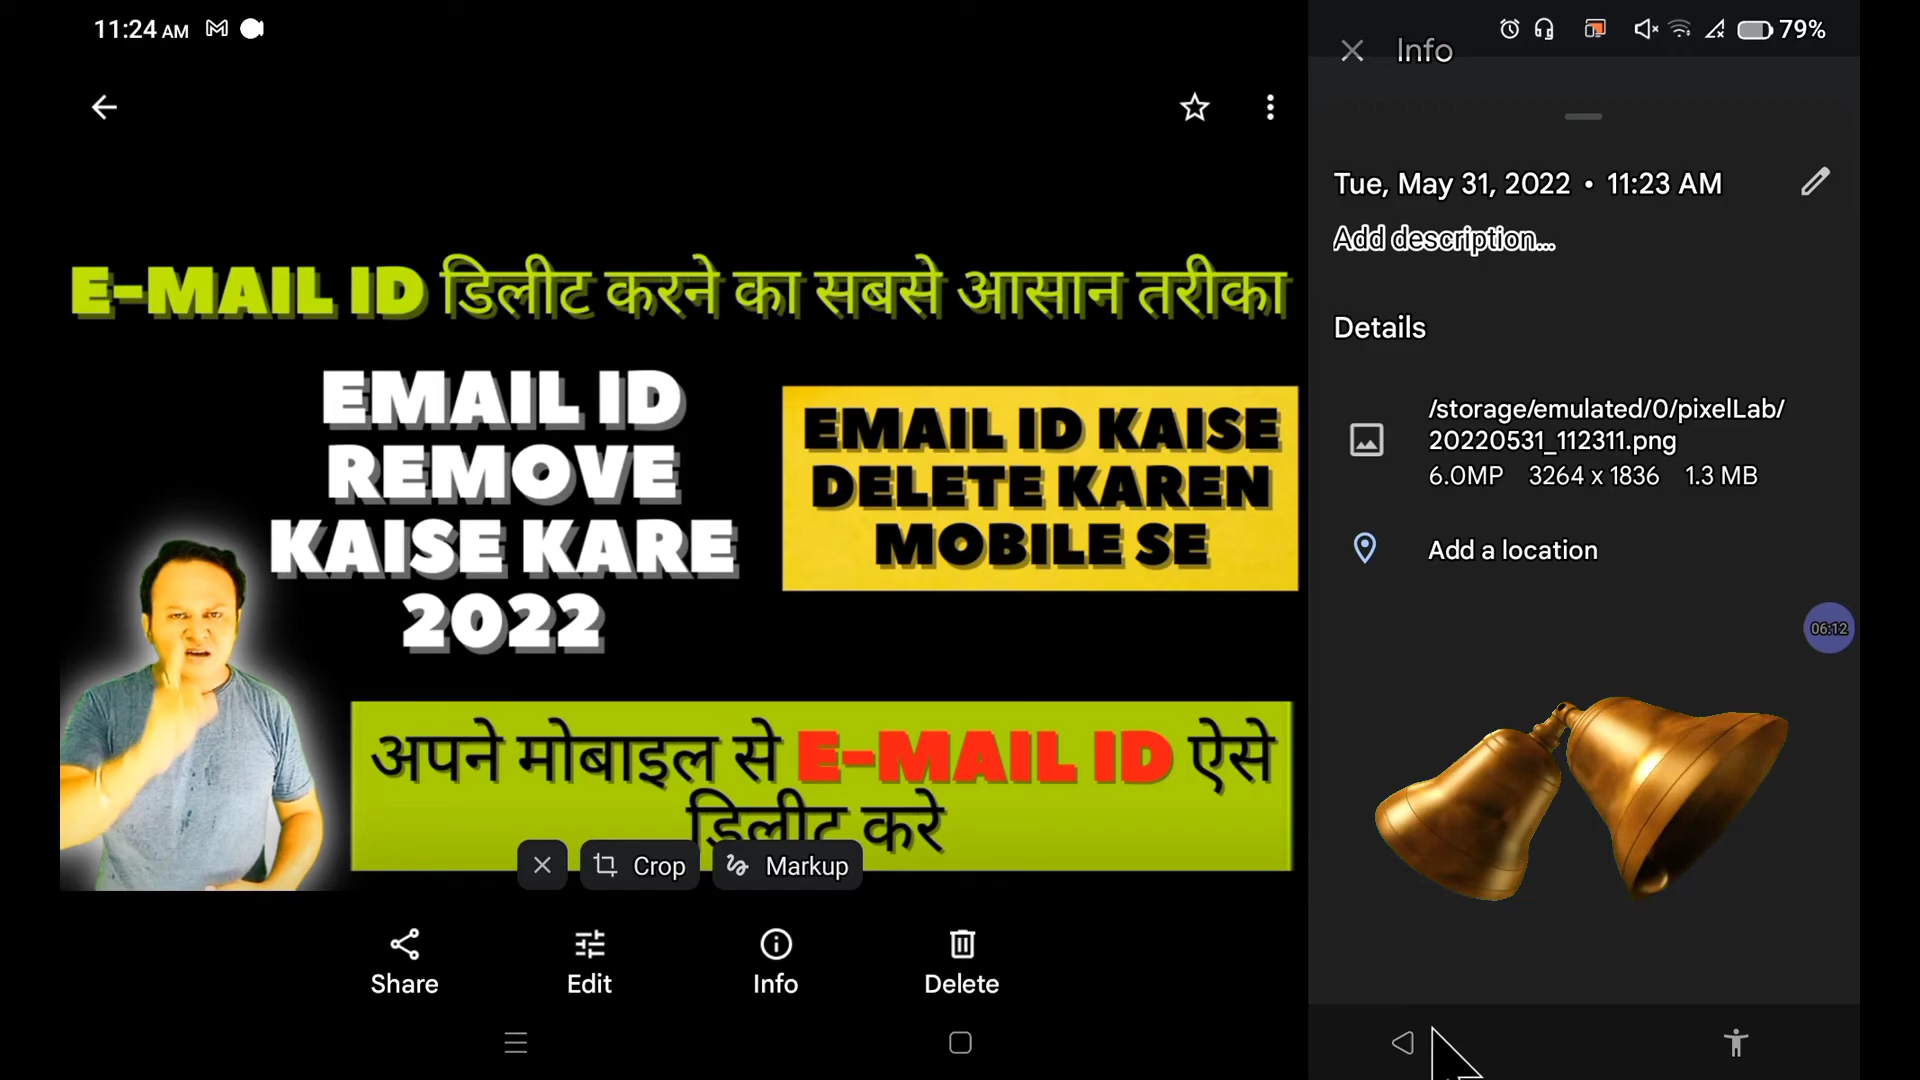 11:24 AM
79%
Info
Tue, May 31, 2022 • 11:23 AM
Add description...
Details
/storage/emulated/0/pixelLab/
20220531_112311.png
6.0MP 3264 x 1836 1.3 MB
Add a location
06:12
E-MAIL ID डिलीट करने का सबसे आसान तरीका
EMAIL ID
REMOVE
KAISE KARE
2022
EMAIL ID KAISE
DELETE KAREN
MOBILE SE
अपने मोबाइल से E-MAIL ID ऐसे
डिलीट करे
Crop
Markup
Share
Edit
Info
Delete